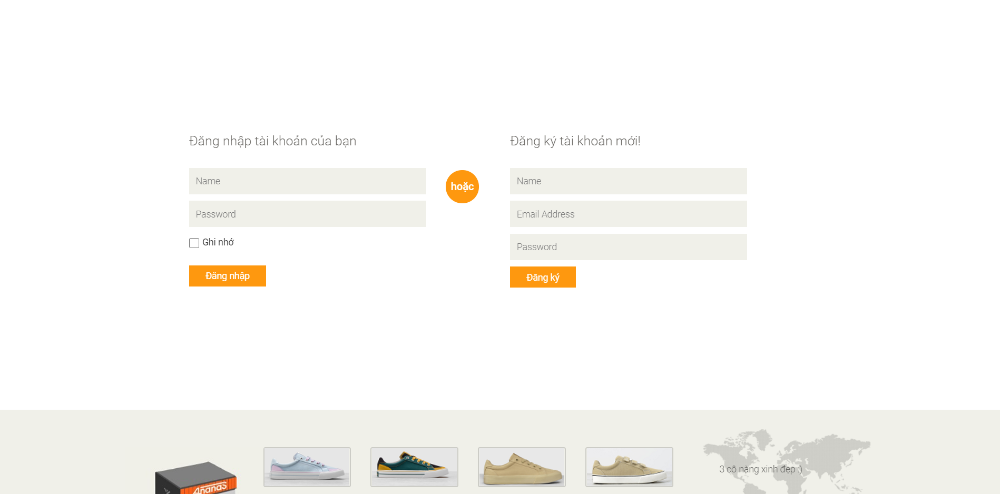 Đăng nhập tài khoản của bạn
Name
Password
Ghi nhớ
Đăng nhập
hoặc
Đăng ký tài khoản mới!
Name
Email Address
Password
Đăng ký
Ananas
3 cô nàng xinh đẹp :)